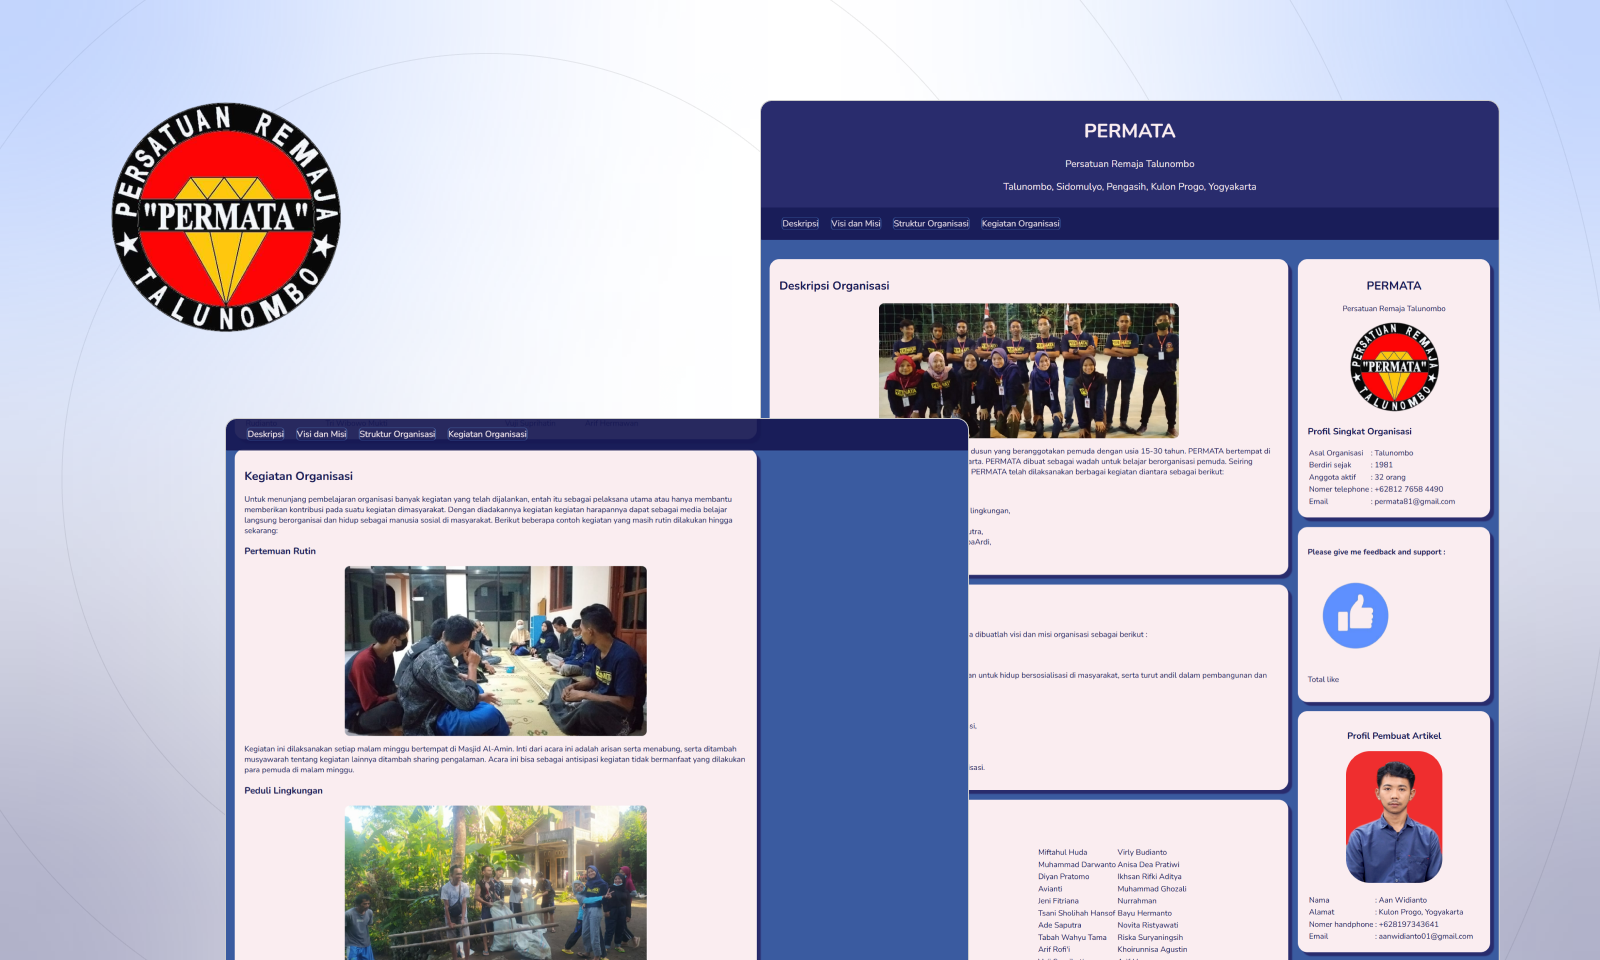 PERSATUAN REMAJA
"PERMATA"
TALUNOMBO
PERMATA
Persatuan Remaja Talunombo
Talunombo, Sidomulyo, Pengasih, Kulon Progo, Yogyakarta
Deskripsi Visi dan Misi Struktur Organisasi Kegiatan Organisasi
Deskripsi Organisasi
dusun yang beranggotakan pemuda dengan usia 15-30 tahun. PERMATA bertempat di
arta. PERMATA dibuat sebagai wadah untuk belajar berorganisasi pemuda. Seiring
PERMATA telah dilaksanakan berbagai kegiatan diantara sebagai berikut:
lingkungan,
utra,
aArdi,
a dibuatlah visi dan misi organisasi sebagai berikut :
an untuk hidup bersosialisasi di masyarakat, serta turut andil dalam pembangunan dan
si.
isasi.
Miftahul Huda Virly Budianto
Muhammad Darwanto Anisa Dea Pratiwi
Diyan Pratomo Ikhsan Rifki Aditya
Avianti Muhammad Ghozali
Jeni Fitriana Nurrahman
Tsani Sholihah Hansof Bayu Hermanto
Ade Saputra Novita Ristyawati
Tabah Wahyu Tama Riska Suryaningsih
Arif Rofi'i Khoirunnisa Agustin
PERMATA
Persatuan Remaja Talunombo
PERSATUAN REMAJA
"PERMATA"
TALUNOMBO
Profil Singkat Organisasi
Asal Organisasi : Talunombo
Berdiri sejak : 1981
Anggota aktif : 32 orang
Nomer telephone : +62812 7658 4490
Email : permata81@gmail.com
Please give me feedback and support :
Total like
Profil Pembuat Artikel
Nama : Aan Widianto
Alamat : Kulon Progo, Yogyakarta
Nomer handphone : +628197343641
Email : aanwidianto01@gmail.com
Deskripsi Visi dan Misi Struktur Organisasi Kegiatan Organisasi
Kegiatan Organisasi
Untuk menunjang pembelajaran organisasi banyak kegiatan yang telah dijalankan, entah itu sebagai pelaksana utama atau hanya membantu
memberikan kontribusi pada suatu kegiatan dimasyarakat. Dengan diadakannya kegiatan kegiatan harapannya dapat sebagai media belajar
langsung berorganisai dan hidup sebagai manusia sosial di masyarakat. Berikut beberapa contoh kegiatan yang masih rutin dilakukan hingga
sekarang:
Pertemuan Rutin
Kegiatan ini dilaksanakan setiap malam minggu bertempat di Masjid Al-Amin. Inti dari acara ini adalah arisan serta menabung, serta ditambah
musyawarah tentang kegiatan lainnya ditambah sharing pengalaman. Acara ini bisa sebagai antisipasi kegiatan tidak bermanfaat yang dilakukan
para pemuda di malam minggu.
Peduli Lingkungan